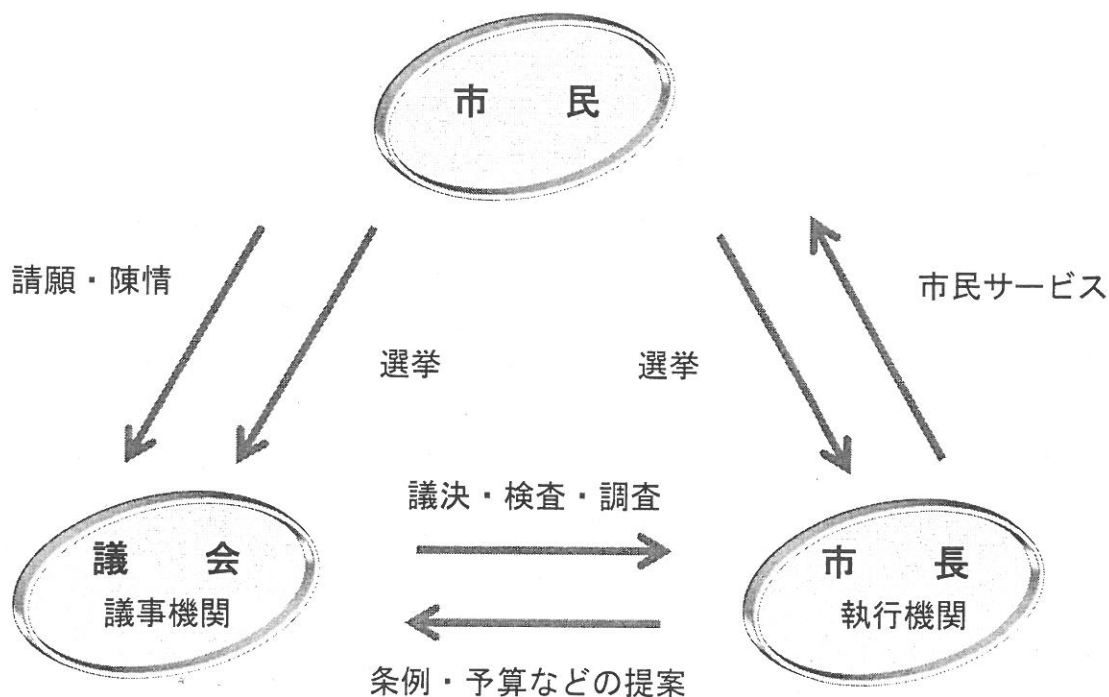 市　民
請願・陳情
市民サービス
選挙
選挙
議決・検査・調査
議　会
議事機関
市　長
執行機関
条例・予算などの提案